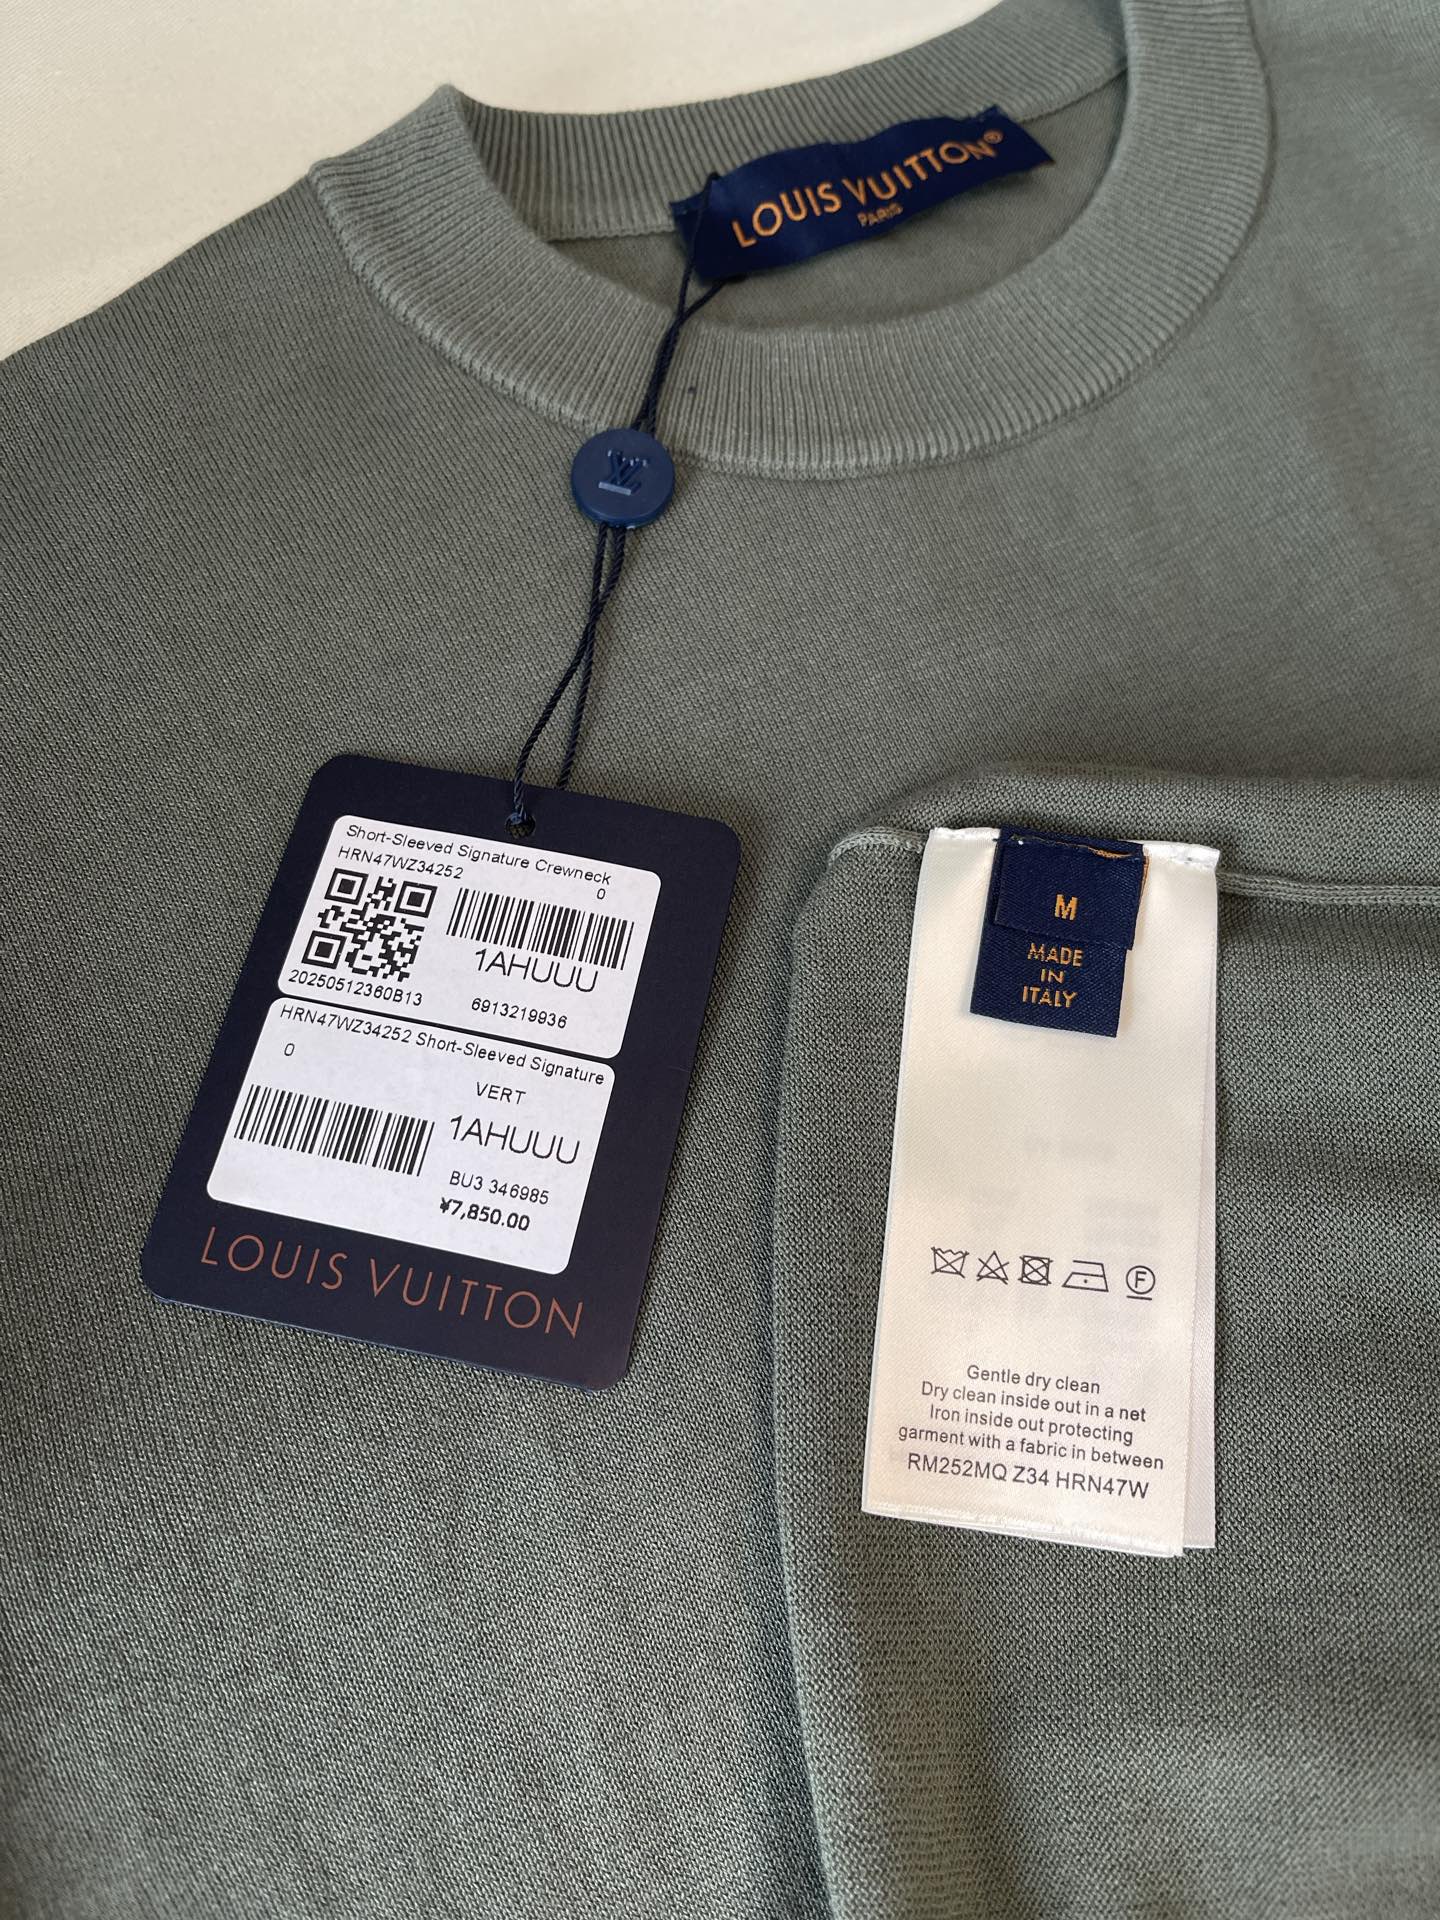 LOUIS VUITTON®
PARIS
Short-Sleeved Signature Crewneck
HRN47WZ34252
0
1AHUUU
20250512360B13
6913219936
HRN47WZ34252 Short-Sleeved Signature
0
VERT
1AHUUU
BU3 346985
¥7,850.00
LOUIS VUITTON
M
MADE
IN
ITALY
F
Gentle dry clean
Dry clean inside out in a net
Iron inside out protecting
garment with a fabric in between
RM252MQ Z34 HRN47W